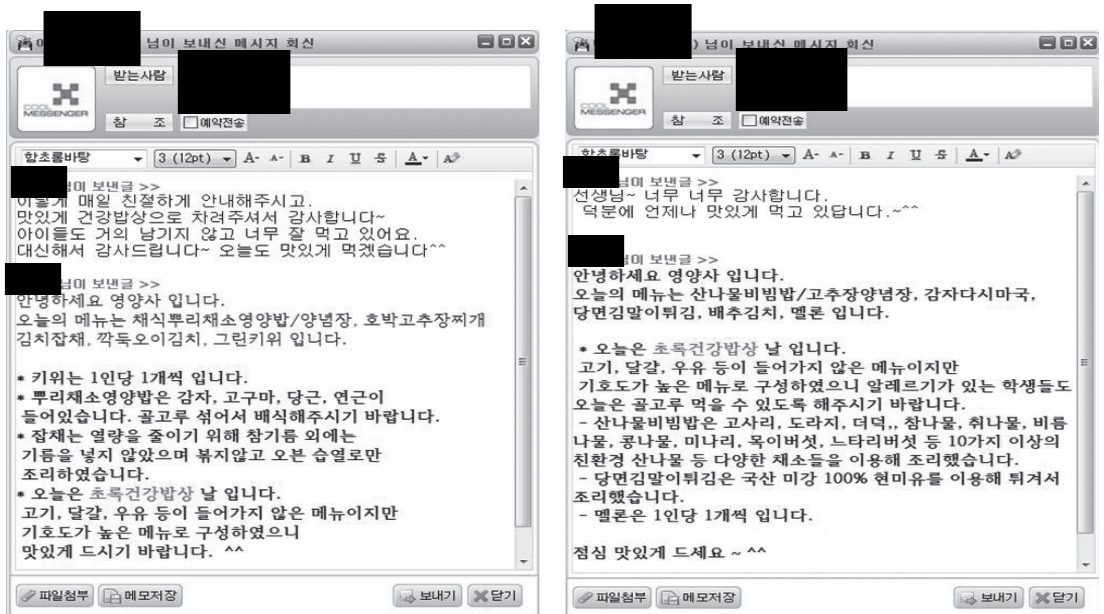 님이 보내신 메시지 회신
받는사람
COOL
MESSENGER
참 조
예약전송
함초롬바탕
3 (12pt)
가- 가- B I U S A 가
님이 보낸글 >>
이렇게 매일 친절하게 안내해주시고.
맛있게 건강밥상으로 차려주셔서 감사합니다~
아이들도 거의 남기지 않고 너무 잘 먹고 있어요.
대신해서 감사드립니다~ 오늘도 맛있게 먹겠습니다^^
님이 보낸글 >>
안녕하세요 영양사 입니다.
오늘의 메뉴는 채식뿌리채소영양밥/양념장, 호박고추장찌개
김치잡채, 깍둑오이김치, 그린키위 입니다.
* 키위는 1인당 1개씩 입니다.
* 뿌리채소영양밥은 감자, 고구마, 당근, 연근이
들어있습니다. 골고루 섞어서 배식해주시기 바랍니다.
* 잡채는 열량을 줄이기 위해 참기름 외에는
기름을 넣지 않았으며 볶지않고 오븐 습열로만
조리하였습니다.
* 오늘은 초록건강밥상 날 입니다.
고기, 달걀, 우유 등이 들어가지 않은 메뉴이지만
기호도가 높은 메뉴로 구성하였으니
맛있게 드시기 바랍니다. ^^
파일첨부
메모저장
보내기
닫기
) 님이 보내신 메시지 회신
받는사람
COOL
MESSENGER
참 조
예약전송
함초롬바탕
3 (12pt)
가- 가- B I U S A 가
님이 보낸글 >>
선생님~ 너무 너무 감사합니다.
덕분에 언제나 맛있게 먹고 있답니다.~^^
님이 보낸글 >>
안녕하세요 영양사 입니다.
오늘의 메뉴는 산나물비빔밥/고추장양념장, 감자다시마국,
당면김말이튀김, 배추김치, 멜론 입니다.
* 오늘은 초록건강밥상 날 입니다.
고기, 달걀, 우유 등이 들어가지 않은 메뉴이지만
기호도가 높은 메뉴로 구성하였으니 알레르기가 있는 학생들도
오늘은 골고루 먹을 수 있도록 해주시기 바랍니다.
- 산나물비빔밥은 고사리, 도라지, 더덕,, 참나물, 취나물, 비름
나물, 콩나물, 미나리, 목이버섯, 느타리버섯 등 10가지 이상의
친환경 산나물 등 다양한 채소들을 이용해 조리했습니다.
- 당면김말이튀김은 국산 미강 100% 현미유를 이용해 튀겨서
조리했습니다.
- 멜론은 1인당 1개씩 입니다.
점심 맛있게 드세요 ~ ^^
파일첨부
메모저장
보내기
닫기